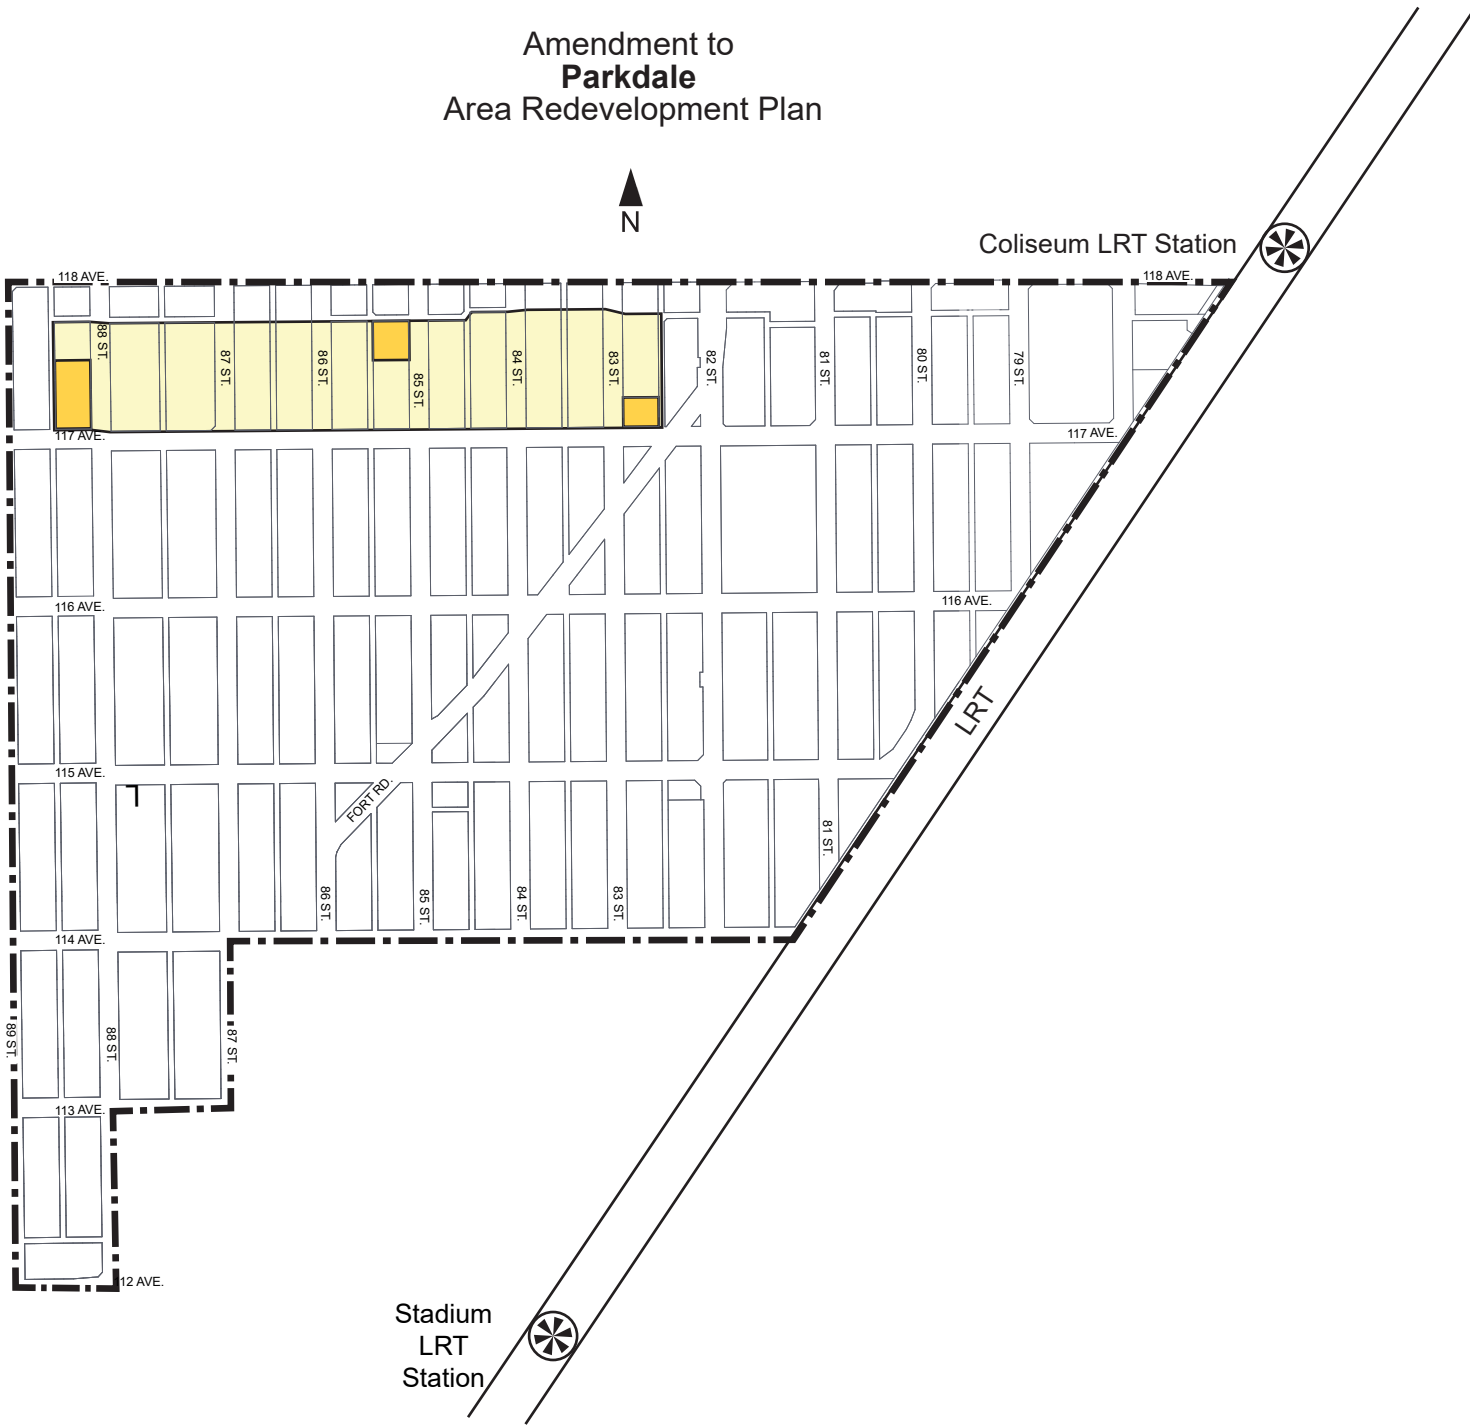 Amendment to
Parkdale
Area Redevelopment Plan
N
Coliseum LRT Station
118 AVE.
118 AVE.
88 ST.
87 ST.
86 ST.
85 ST.
84 ST.
83 ST.
82 ST.
81 ST.
80 ST.
79 ST.
117 AVE.
117 AVE.
116 AVE.
116 AVE.
LRT
115 AVE.
FORT RD.
81 ST.
86 ST.
85 ST.
84 ST.
83 ST.
114 AVE.
89 ST.
88 ST.
87 ST.
113 AVE.
112 AVE.
Stadium
LRT
Station